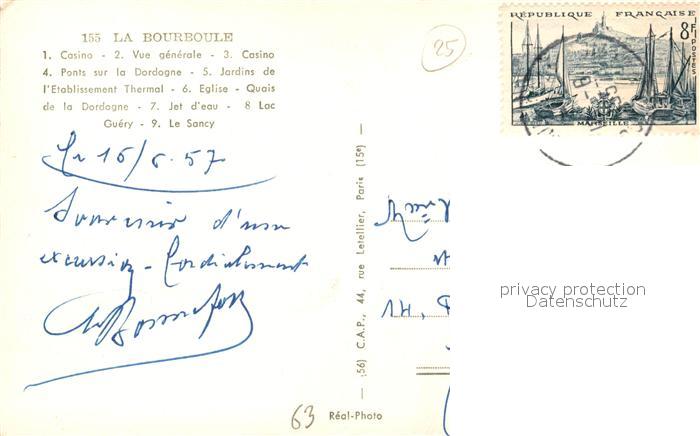 155 LA BOURBOULE
1. Casino - 2. Vue générale - 3. Casino
4. Ponts sur la Dordogne - 5. Jardins de
l'Etablissement Thermal - 6. Eglise - Quais
de la Dordogne - 7. Jet d'eau - 8 Lac
Guéry - 9. Le Sancy
25
RÉPUBLIQUE FRANÇAISE
8F
POSTES
MARSEILLE
16/6.57
Souvenir d'une
excursion - Cordialement
(56) C.A.P., 44, rue Letellier, Paris (15e)
privacy protection
Datenschutz
63
Réal-Photo